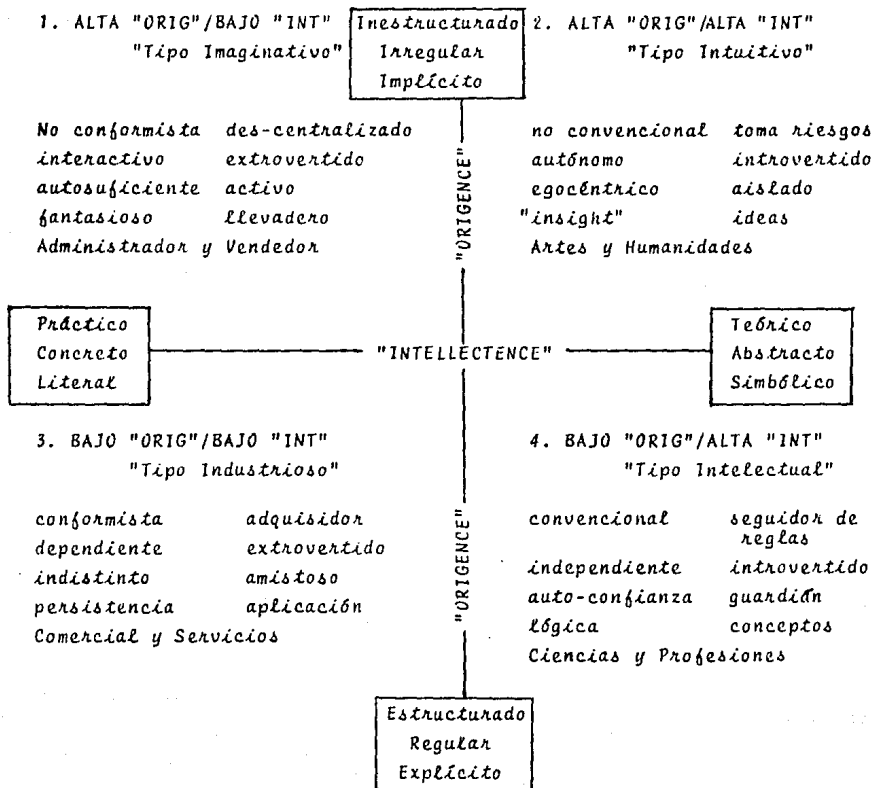 1. ALTA "ORIG"/BAJO "INT"
"Tipo Imaginativo"
Inestructurado
Irregular
Implícito
2. ALTA "ORIG"/ALTA "INT"
"Tipo Intuitivo"
No conformista des-centralizado
interactivo extrovertido
autosuficiente activo
fantasioso llevadero
Administrador y Vendedor
"ORIGENCE"
no convencional toma riesgos
autónomo introvertido
egocéntrico aislado
"insight" ideas
Artes y Humanidades
Práctico
Concreto
Literal
"INTELLECTENCE"
Teórico
Abstracto
Simbólico
3. BAJO "ORIG"/BAJO "INT"
"Tipo Industrioso"
4. BAJO "ORIG"/ALTA "INT"
"Tipo Intelectual"
conformista adquisidor
dependiente extrovertido
indistinto amistoso
persistencia aplicación
Comercial y Servicios
"ORIGENCE"
convencional seguidor de
reglas
independiente introvertido
auto-confianza guardián
lógica conceptos
Ciencias y Profesiones
Estructurado
Regular
Explícito